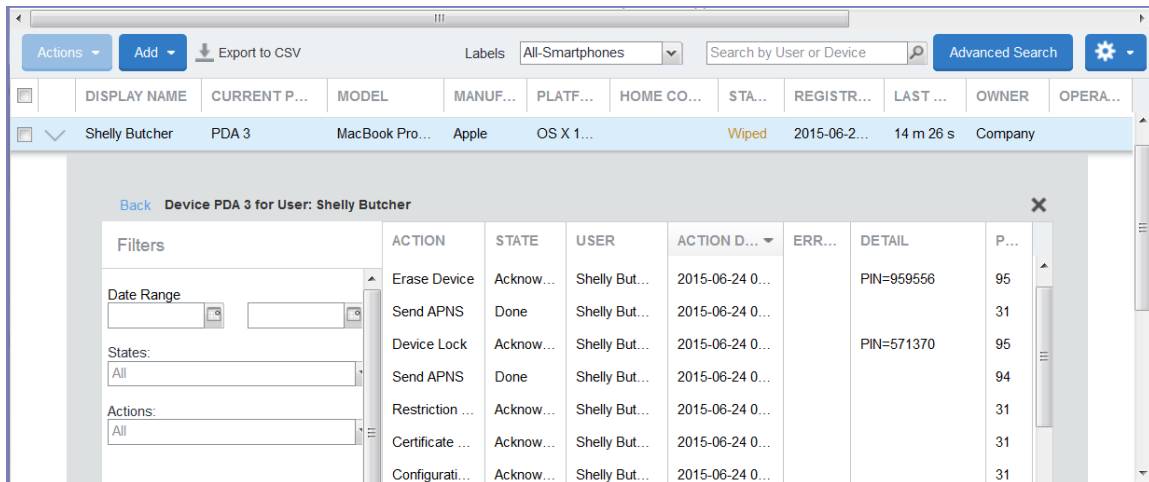 Actions Add Export to CSV Labels All-Smartphones Search by User or Device Advanced Search
DISPLAY NAME CURRENT P... MODEL MANUF... PLATF... HOME CO... STA... REGISTR... LAST ... OWNER OPERA...
Shelly Butcher PDA 3 MacBook Pro... Apple OS X 1... Wiped 2015-06-2... 14 m 26 s Company
Back Device PDA 3 for User: Shelly Butcher
Filters
Date Range
States:
All
Actions:
All
ACTION STATE USER ACTION D... ERR... DETAIL P...
Erase Device Acknow... Shelly But... 2015-06-24 0... PIN=959556 95
Send APNS Done Shelly But... 2015-06-24 0... 31
Device Lock Acknow... Shelly But... 2015-06-24 0... PIN=571370 95
Send APNS Done Shelly But... 2015-06-24 0... 94
Restriction ... Acknow... Shelly But... 2015-06-24 0... 31
Certificate ... Acknow... Shelly But... 2015-06-24 0... 31
Configurati... Acknow... Shelly But... 2015-06-24 0... 31